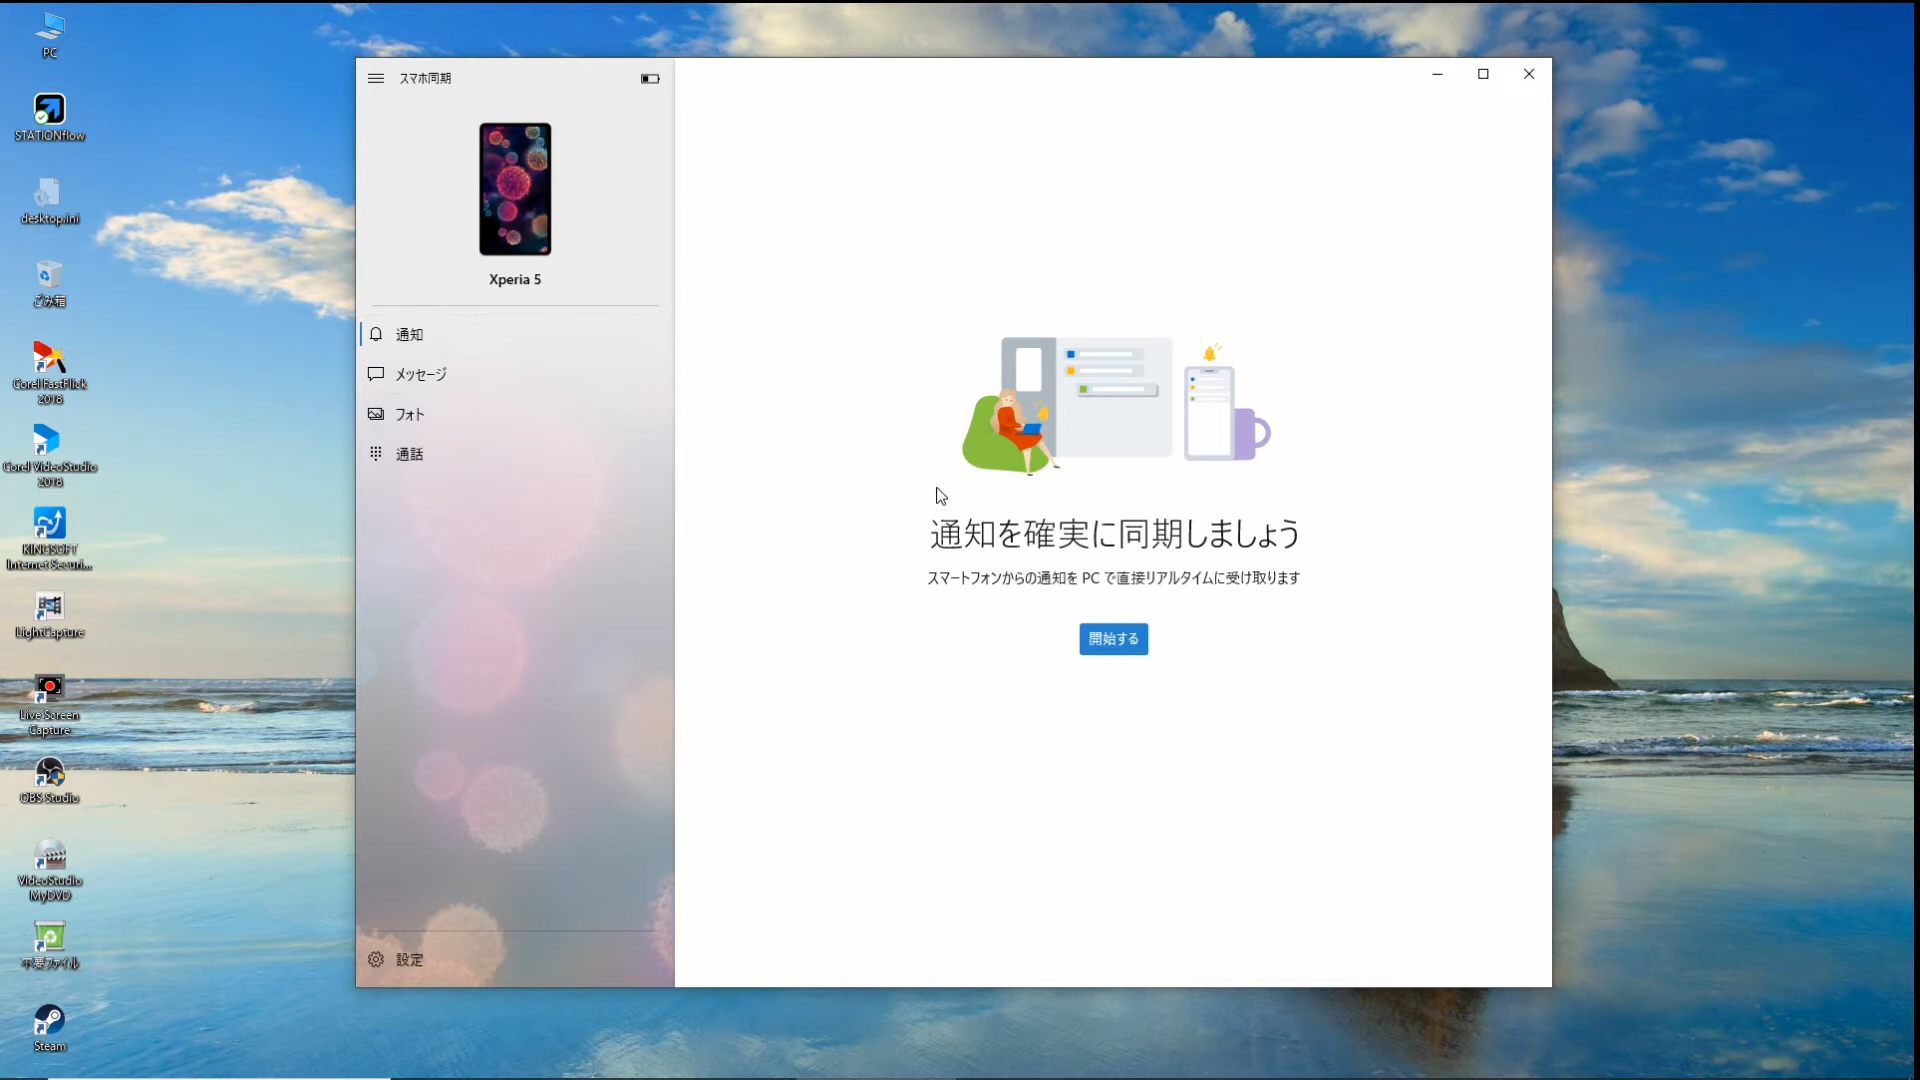 PC
STATIONflow
desktop.ini
ごみ箱
Corel FastFlick
2018
Corel VideoStudio
2018
KINGSOFT
Internet Securi...
LightCapture
Live Screen
Capture
OBS Studio
VideoStudio
MyDVD
不要ファイル
Steam
スマホ同期
Xperia 5
通知
メッセージ
フォト
通話
設定
通知を確実に同期しましょう
スマートフォンからの通知を PC で直接リアルタイムに受け取ります
開始する